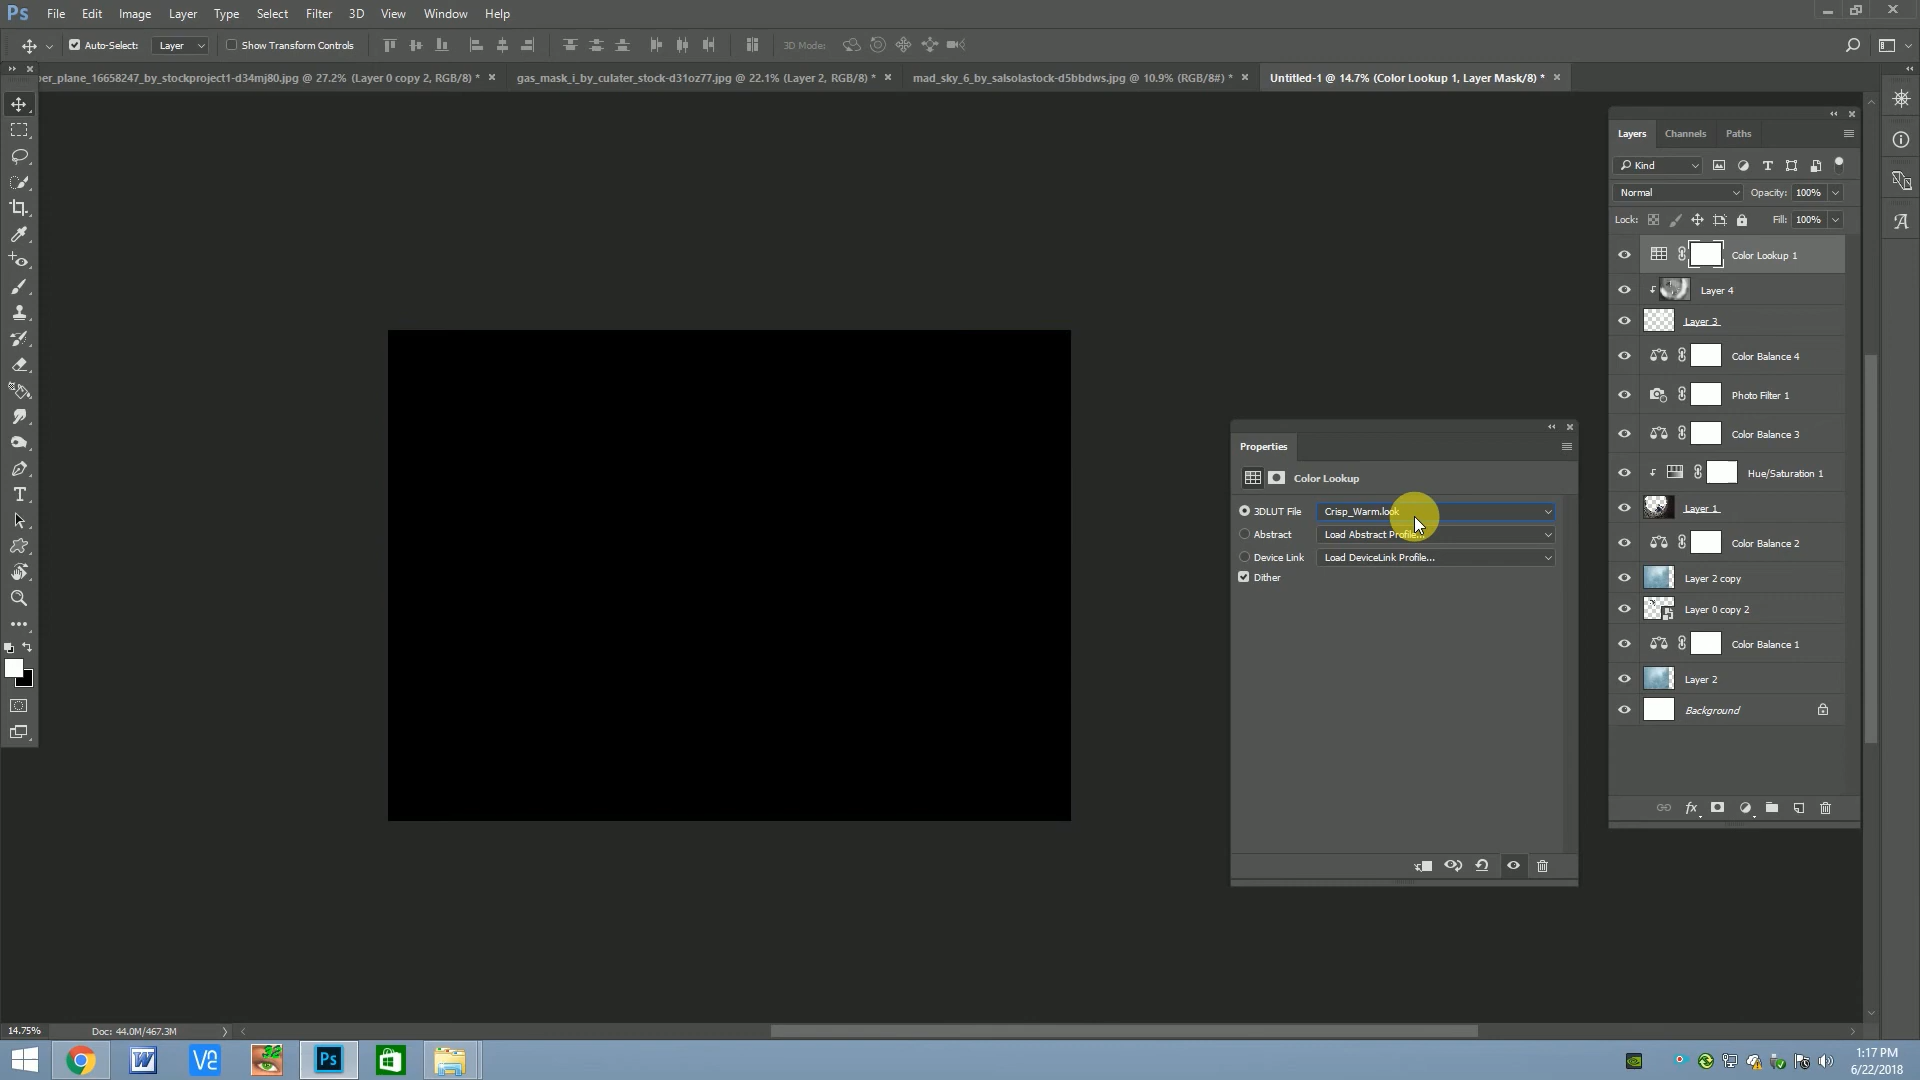 Ps File Edit Image Layer Type Select Filter 3D View Window Help
Auto-Select: Layer Show Transform Controls 3D Mode:
per_plane_16658247_by_stockproject1-d34mj80.jpg @ 27.2% (Layer 0 copy 2, RGB/8) * gas_mask_i_by_culater_stock-d31oz77.jpg @ 22.1% (Layer 2, RGB/8) * mad_sky_6_by_salsolastock-d5bbdws.jpg @ 10.9% (RGB/8#) * Untitled-1 @ 14.7% (Color Lookup 1, Layer Mask/8) *
Layers Channels Paths
Kind
Normal Opacity: 100%
Lock: Fill: 100%
Color Lookup 1
Layer 4
Layer 3
Color Balance 4
Photo Filter 1
Color Balance 3
Hue/Saturation 1
Layer 1
Color Balance 2
Layer 2 copy
Layer 0 copy 2
Color Balance 1
Layer 2
Background
fx
Properties
Color Lookup
3DLUT File Crisp_Warm.look
Abstract Load Abstract Profile...
Device Link Load DeviceLink Profile...
Dither
14.75% Doc: 44.0M/467.3M
1:17 PM
6/22/2018